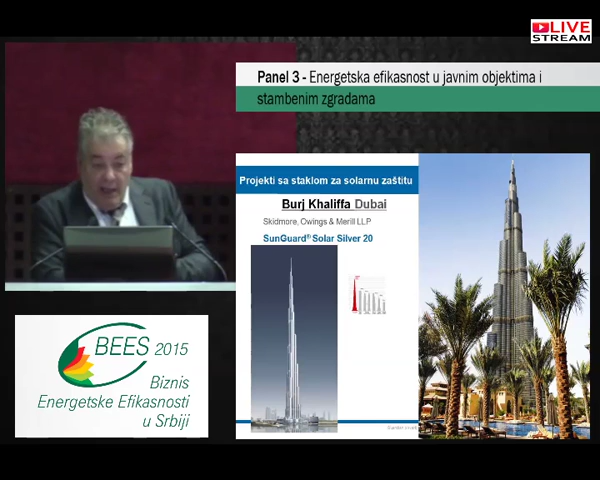 LIVE
STREAM
Panel 3 - Energetska efikasnost u javnim objektima i
stambenim zgradama
Projekti sa staklom za solarnu zaštitu
Burj Khaliffa Dubai
Skidmore, Owings & Merill LLP
SunGuard® Solar Silver 20
BEES 2015
Biznis
Energetske Efikasnosti
u Srbiji